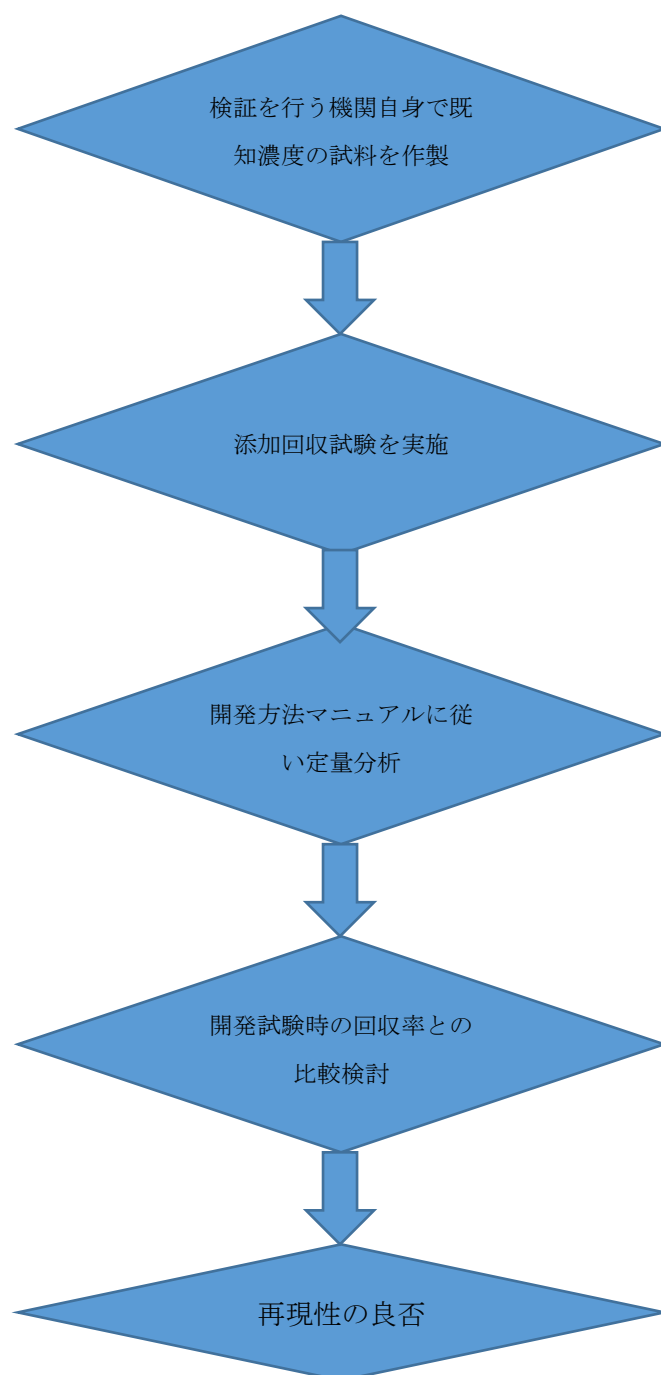 検証を行う機関自身で既
知濃度の試料を作製
添加回収試験を実施
開発方法マニュアルに従
い定量分析
開発試験時の回収率との
比較検討
再現性の良否